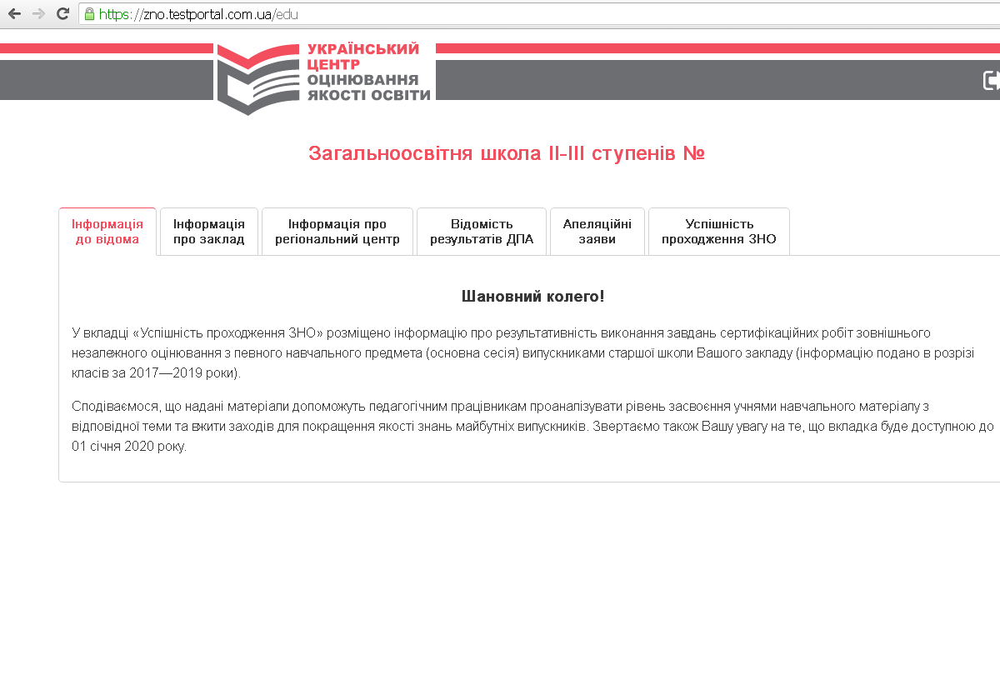 https://zno.testportal.com.ua/edu
УКРАЇНСЬКИЙ
ЦЕНТР
ОЦІНЮВАННЯ
ЯКОСТІ ОСВІТИ
Загальноосвітня школа II-III ступенів №
Інформація
до відома
Інформація
про заклад
Інформація про
регіональний центр
Відомість
результатів ДПА
Апеляційні
заяви
Успішність
проходження ЗНО
Шановний колего!
У вкладці «Успішність проходження ЗНО» розміщено інформацію про результативність виконання завдань сертифікаційних робіт зовнішнього
незалежного оцінювання з певного навчального предмета (основна сесія) випускниками старшої школи Вашого закладу (інформацію подано в розрізі
класів за 2017—2019 роки).
Сподіваємося, що надані матеріали допоможуть педагогічним працівникам проаналізувати рівень засвоєння учнями навчального матеріалу з
відповідної теми та вжити заходів для покращення якості знань майбутніх випускників. Звертаємо також Вашу увагу на те, що вкладка буде доступною до
01 січня 2020 року.